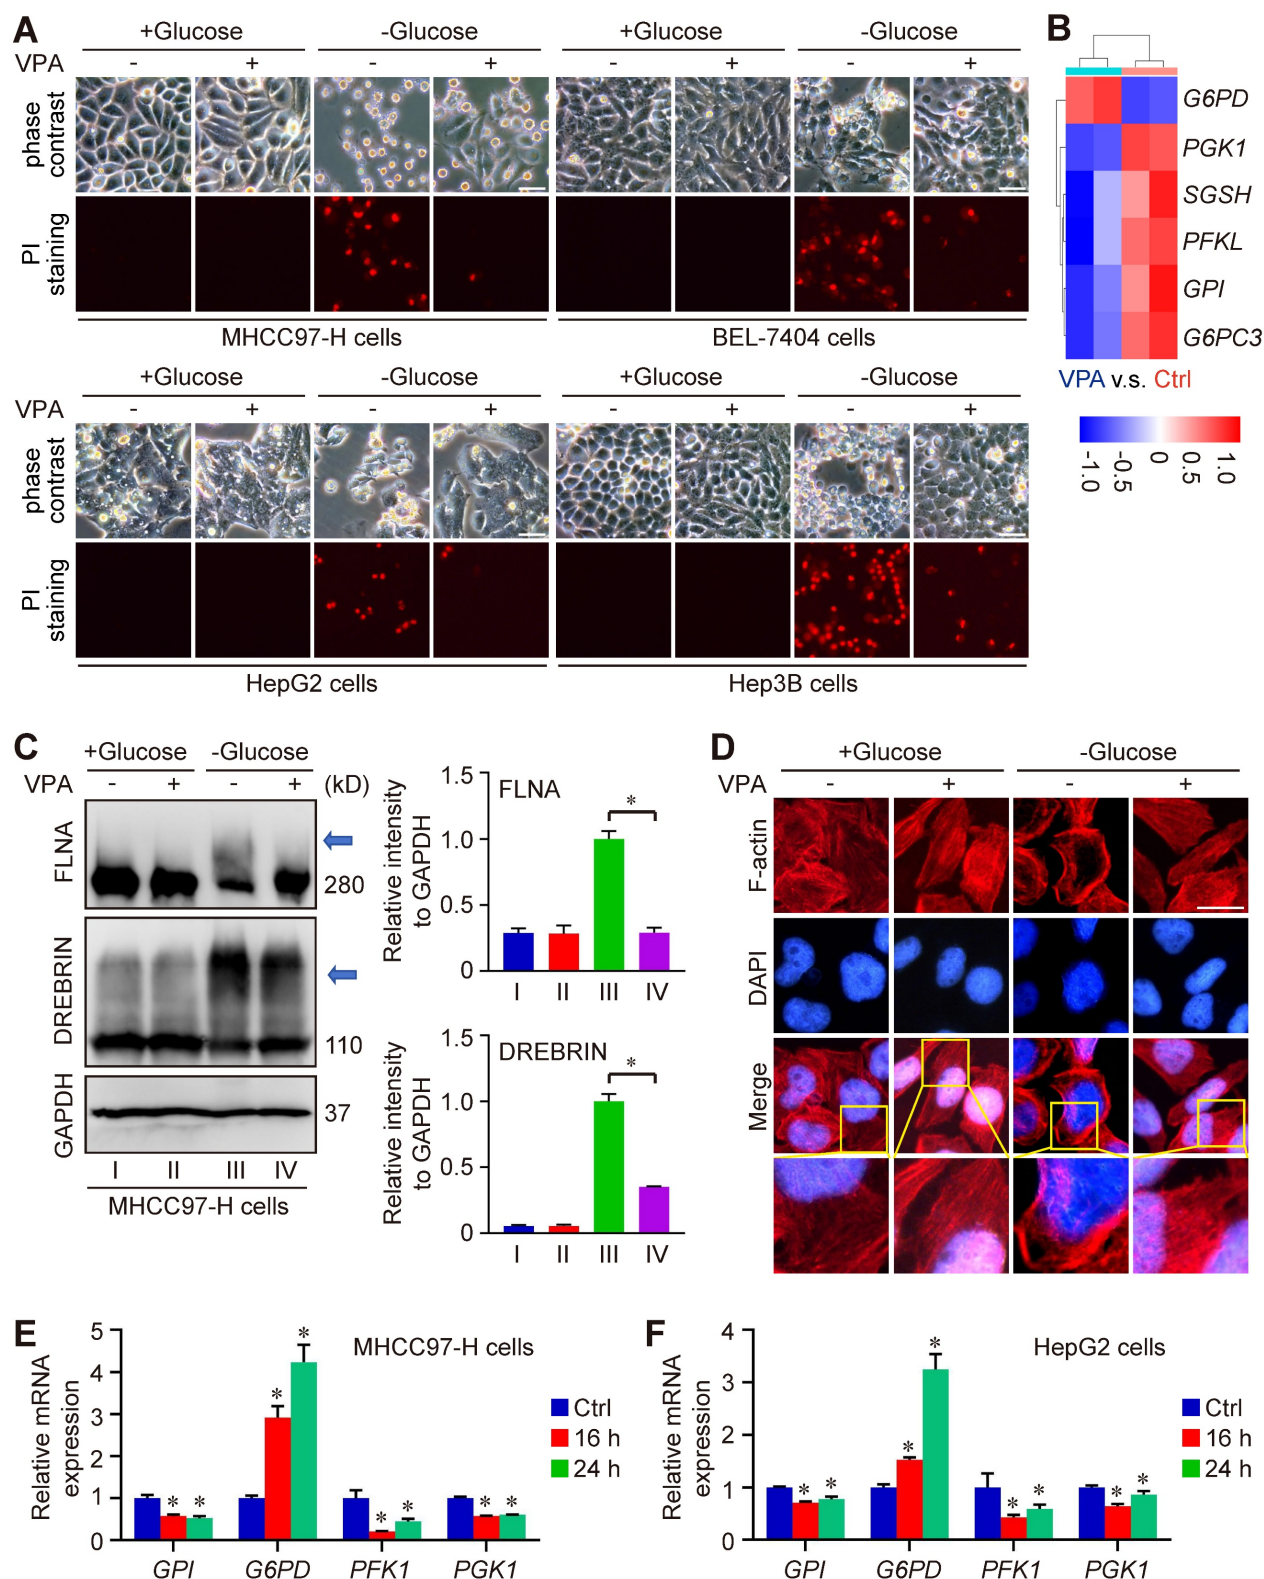 A
+Glucose -Glucose +Glucose -Glucose
VPA - + - + - + - +
phase contrast
PI staining
MHCC97-H cells BEL-7404 cells
+Glucose -Glucose +Glucose -Glucose
VPA - + - + - + - +
phase contrast
PI staining
HepG2 cells Hep3B cells
B
G6PD
PGK1
SGSH
PFKL
GPI
G6PC3
VPA v.s. Ctrl
-1.0 -0.5 0 0.5 1.0
C
+Glucose -Glucose
VPA - + - + (kD)
FLNA 280
DREBRIN 110
GAPDH 37
I II III IV
MHCC97-H cells
Relative intensity to GAPDH
FLNA
*
1.5
1.0
0.5
0
I II III IV
Relative intensity to GAPDH
DREBRIN
*
1.5
1.0
0.5
0
I II III IV
D
+Glucose -Glucose
VPA - + - +
F-actin
DAPI
Merge
E
MHCC97-H cells
Relative mRNA expression
5
4
3
2
1
0
* * * * * * * *
GPI G6PD PFK1 PGK1
Ctrl
16 h
24 h
F
HepG2 cells
Relative mRNA expression
4
3
2
1
0
* * * * * * * *
GPI G6PD PFK1 PGK1
Ctrl
16 h
24 h